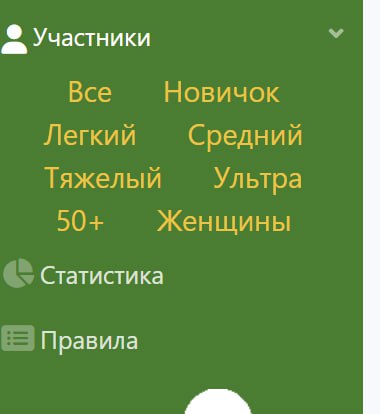 Участники
Все Новичок
Легкий Средний
Тяжелый Ультра
50+ Женщины
Статистика
Правила